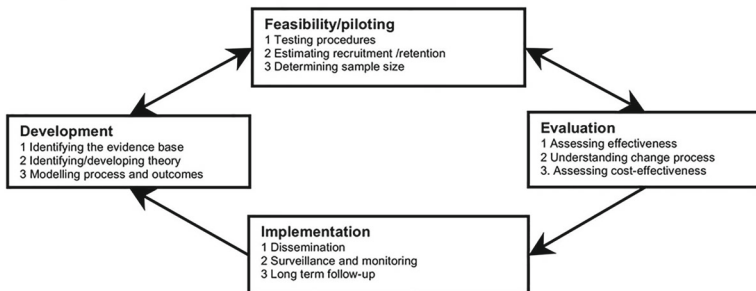 Feasibility/piloting
1 Testing procedures
2 Estimating recruitment /retention
3 Determining sample size
Development
1 Identifying the evidence base
2 Identifying/developing theory
3 Modelling process and outcomes
Evaluation
1 Assessing effectiveness
2 Understanding change process
3. Assessing cost-effectiveness
Implementation
1 Dissemination
2 Surveillance and monitoring
3 Long term follow-up